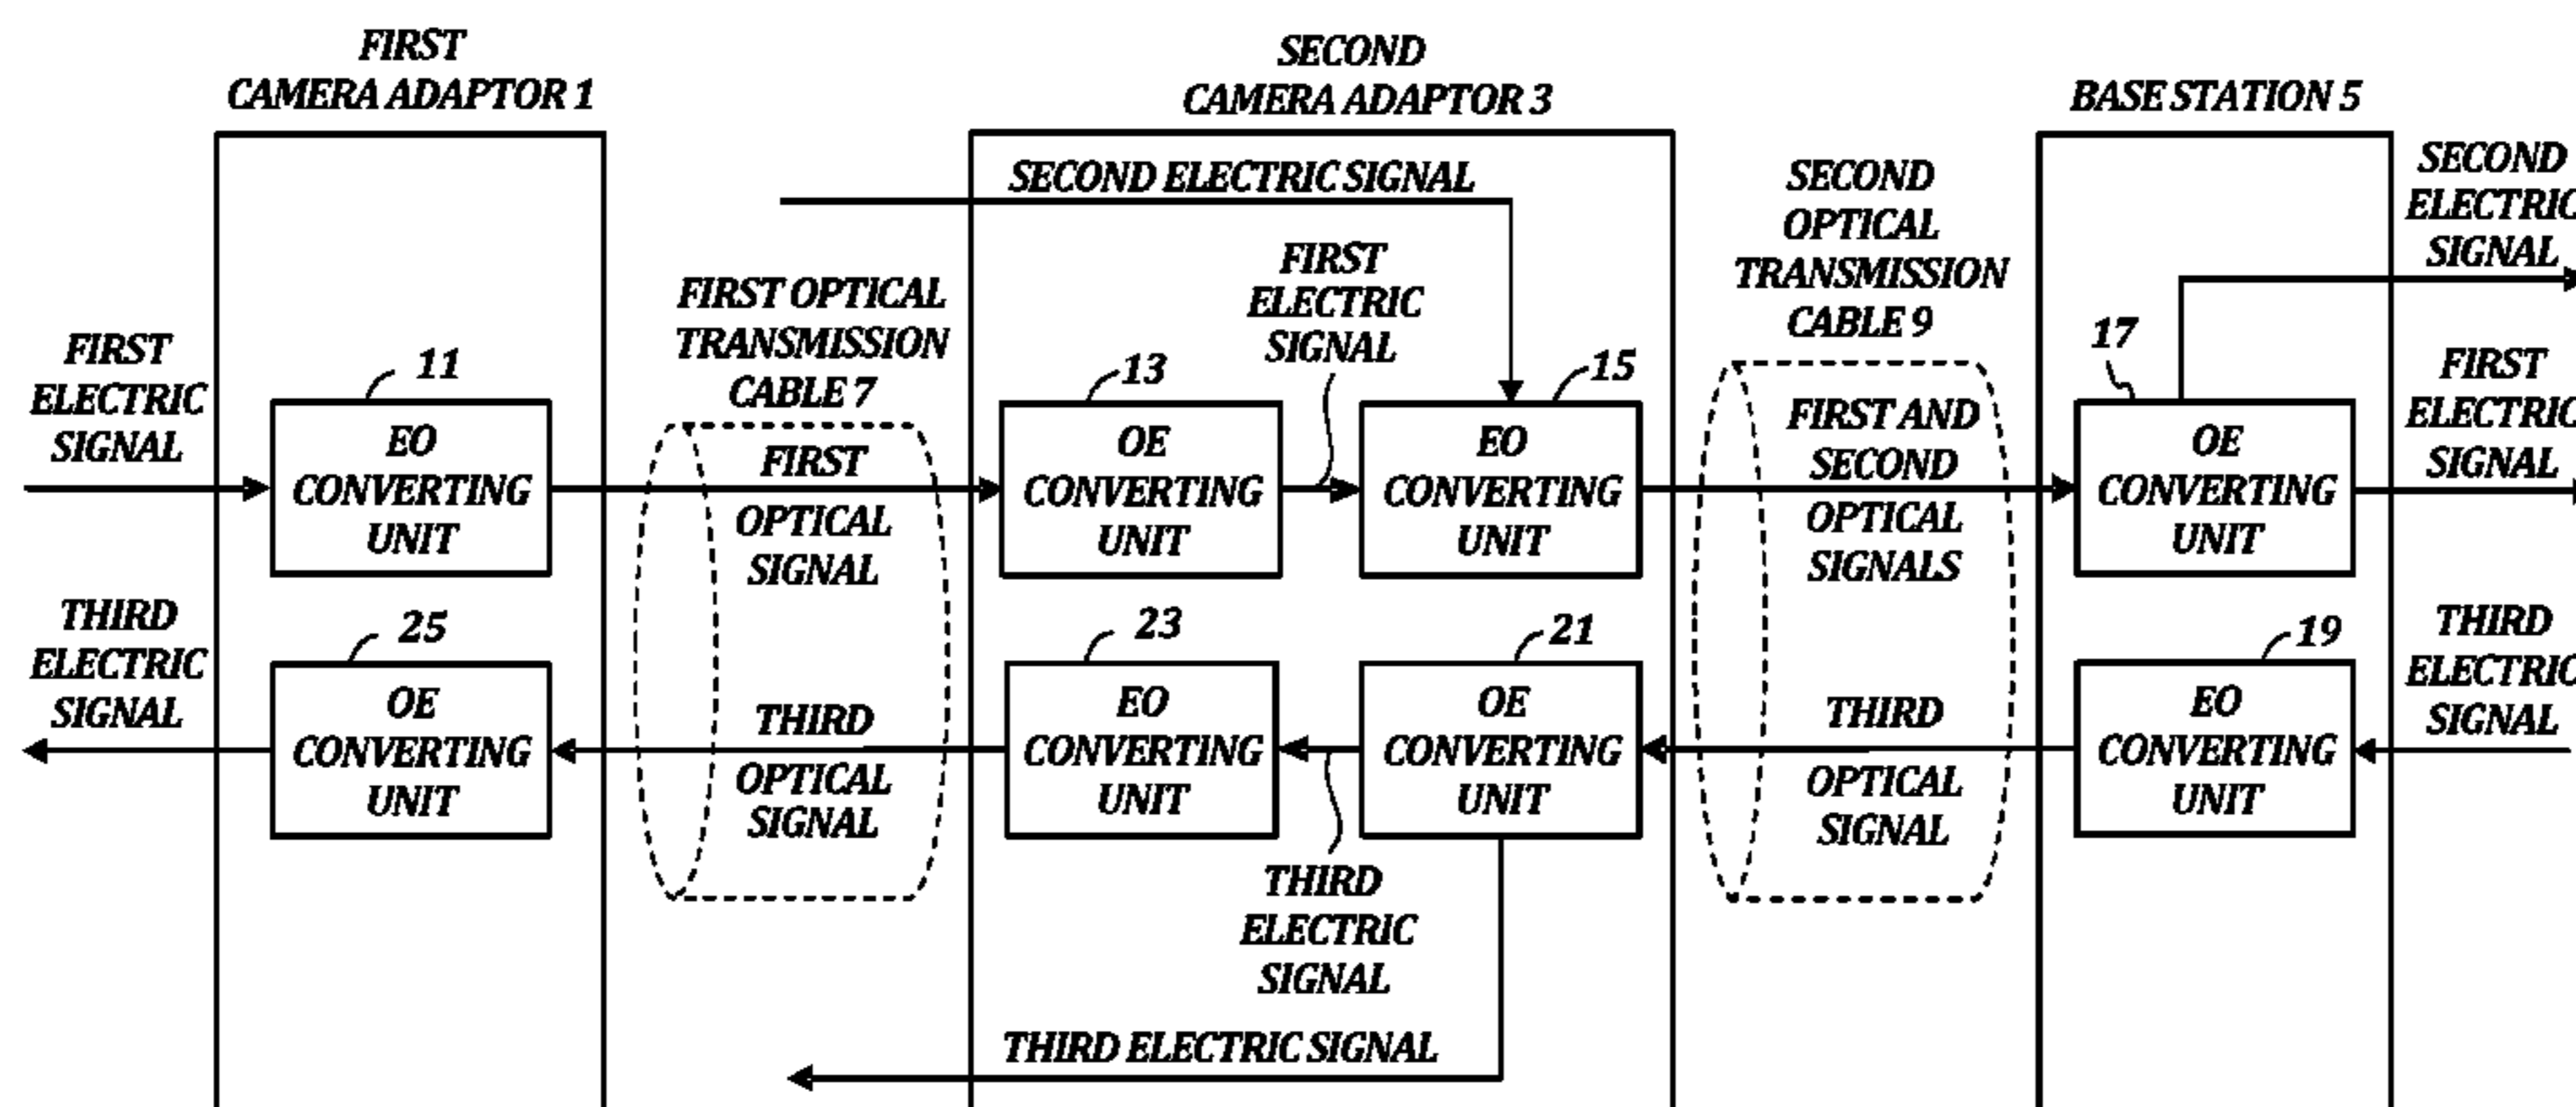 FIRST
CAMERA ADAPTOR 1
SECOND
CAMERA ADAPTOR 3
BASE STATION 5
SECOND ELECTRIC SIGNAL
SECOND
OPTICAL
TRANSMISSION
CABLE 9
SECOND
ELECTRIC
SIGNAL
FIRST
ELECTRIC
SIGNAL
FIRST OPTICAL
TRANSMISSION
CABLE 7
FIRST
ELECTRIC
SIGNAL
11
13
15
17
FIRST
ELECTRIC
SIGNAL
EO
CONVERTING
UNIT
FIRST
OPTICAL
SIGNAL
OE
CONVERTING
UNIT
EO
CONVERTING
UNIT
FIRST AND
SECOND
OPTICAL
SIGNALS
OE
CONVERTING
UNIT
THIRD
ELECTRIC
SIGNAL
25
23
21
19
THIRD
ELECTRIC
SIGNAL
OE
CONVERTING
UNIT
THIRD
OPTICAL
SIGNAL
EO
CONVERTING
UNIT
OE
CONVERTING
UNIT
THIRD
OPTICAL
SIGNAL
EO
CONVERTING
UNIT
THIRD
ELECTRIC
SIGNAL
THIRD ELECTRIC SIGNAL